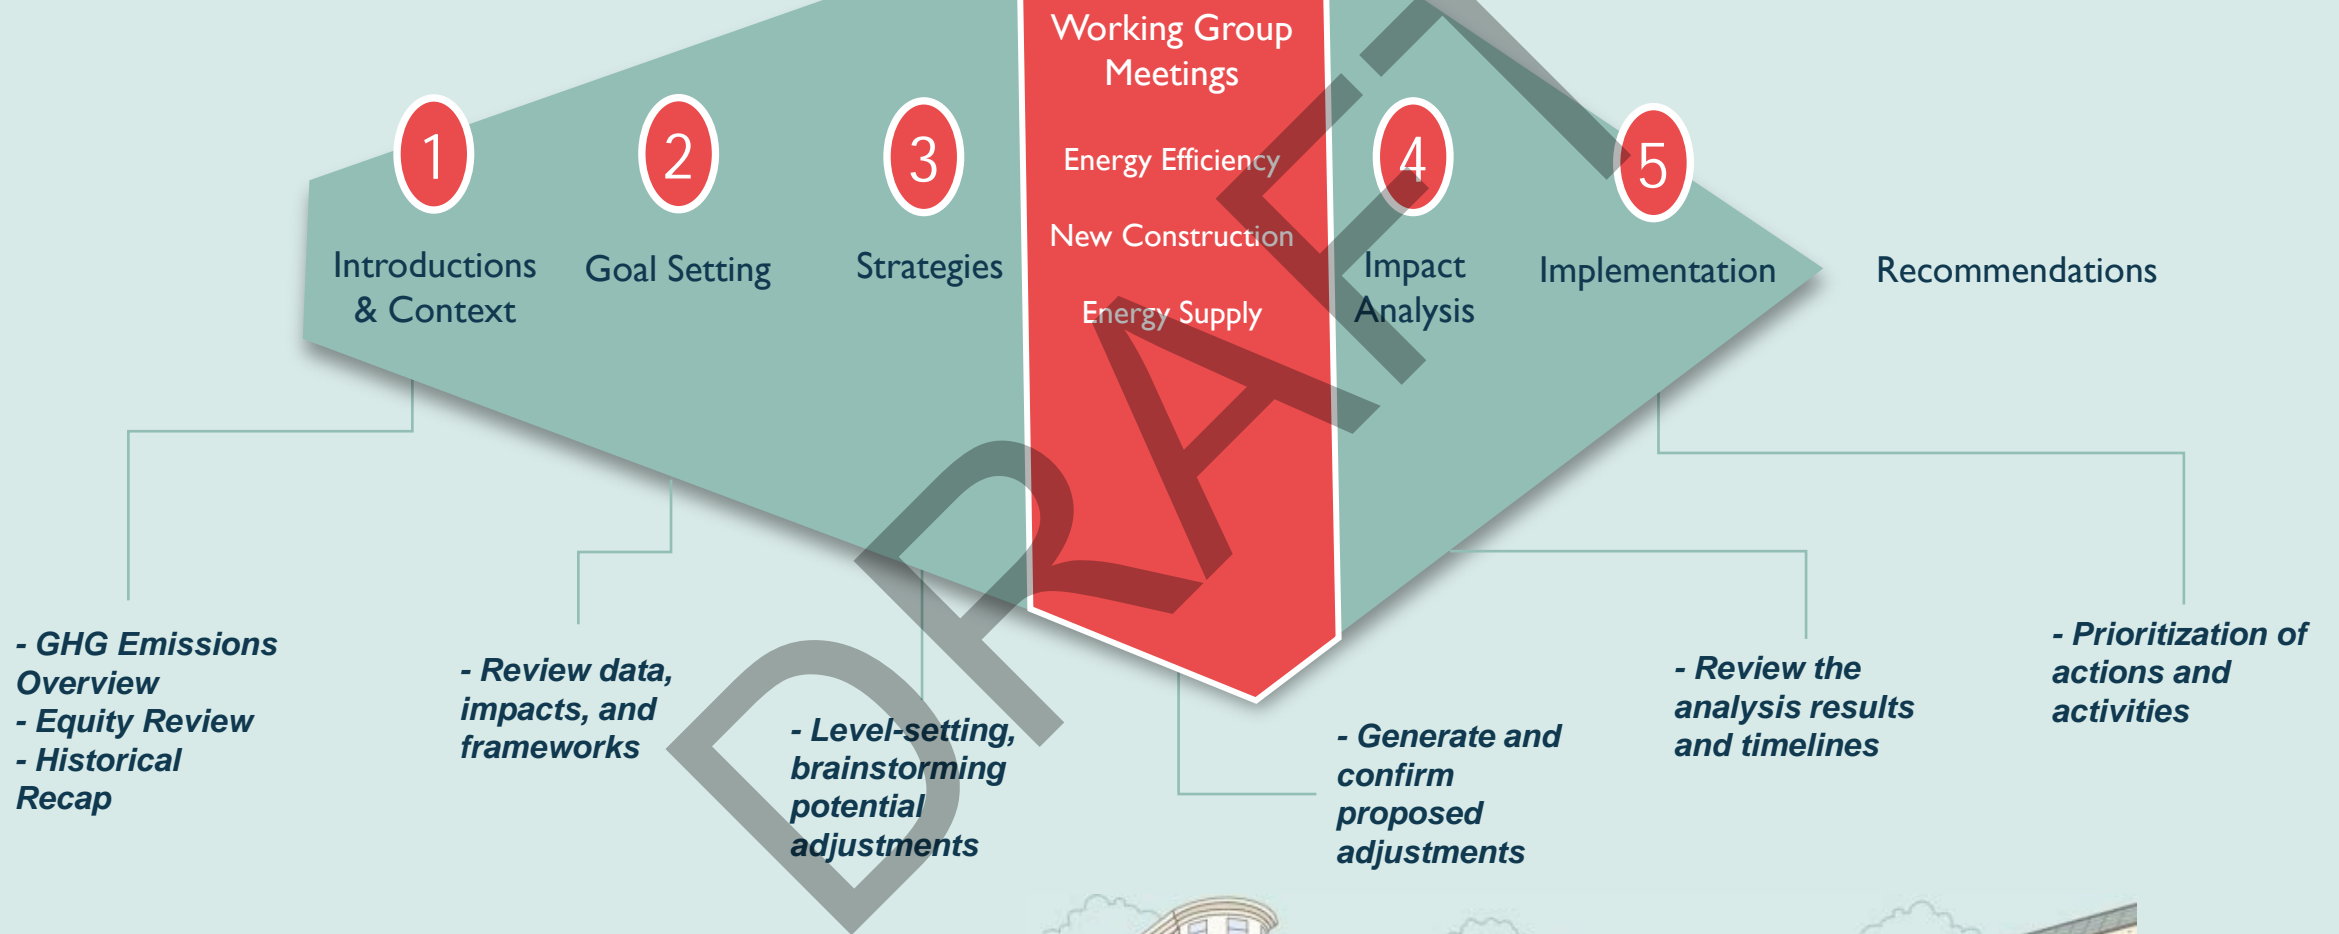 Working Group
Meetings
Energy Efficiency
New Construction
Energy Supply
1
2
3
4
5
Introductions
& Context
Goal Setting
Strategies
Impact
Analysis
Implementation
Recommendations
- GHG Emissions
Overview
- Equity Review
- Historical
Recap
- Review data,
impacts, and
frameworks
- Level-setting,
brainstorming
potential
adjustments
- Generate and
confirm
proposed
adjustments
- Review the
analysis results
and timelines
- Prioritization of
actions and
activities
DRAFT